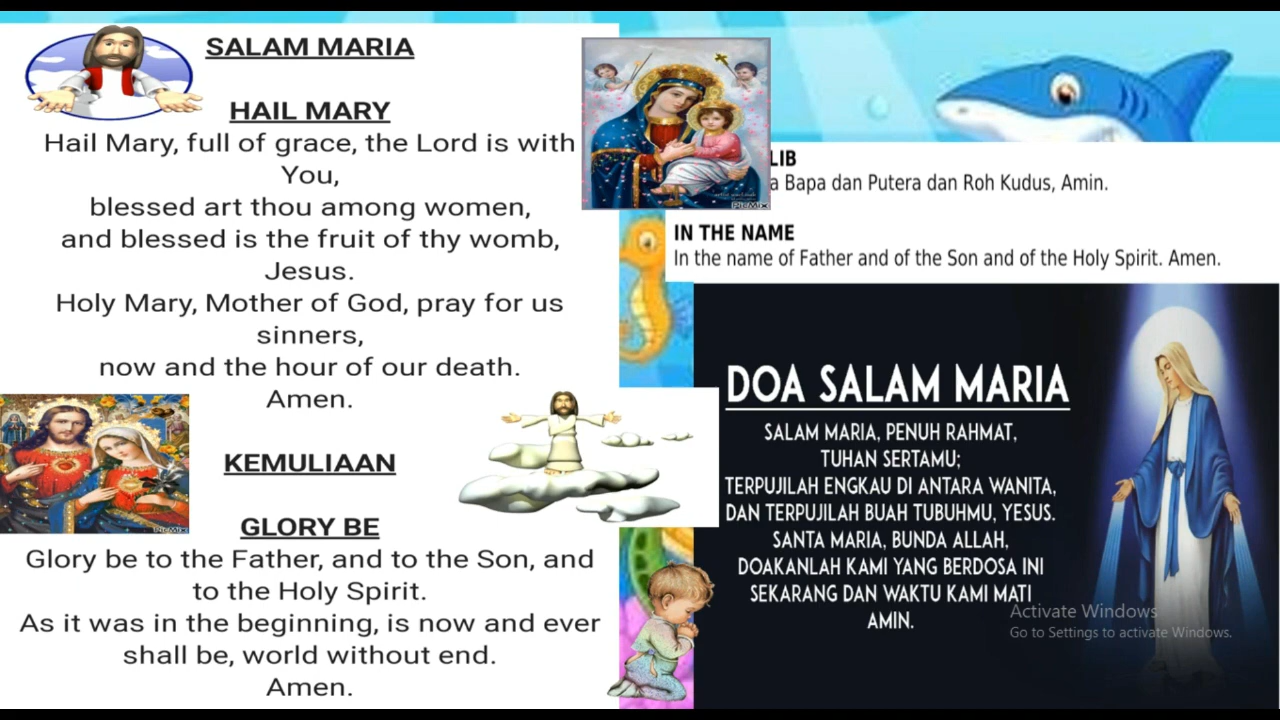 SALAM MARIA
HAIL MARY
Hail Mary, full of grace, the Lord is with
You,
blessed art thou among women,
and blessed is the fruit of thy womb,
Jesus.
Holy Mary, Mother of God, pray for us
sinners,
now and the hour of our death.
Amen.
KEMULIAAN
GLORY BE
Glory be to the Father, and to the Son, and
to the Holy Spirit.
As it was in the beginning, is now and ever
shall be, world without end.
Amen.
PicMix
PicMix
LIB
a Bapa dan Putera dan Roh Kudus, Amin.
IN THE NAME
In the name of Father and of the Son and of the Holy Spirit. Amen.
DOA SALAM MARIA
SALAM MARIA, PENUH RAHMAT,
TUHAN SERTAMU;
TERPUJILAH ENGKAU DI ANTARA WANITA,
DAN TERPUJILAH BUAH TUBUHMU, YESUS.
SANTA MARIA, BUNDA ALLAH,
DOAKANLAH KAMI YANG BERDOSA INI
SEKARANG DAN WAKTU KAMI MATI
AMIN.
Activate Windows
Go to Settings to activate Windows.